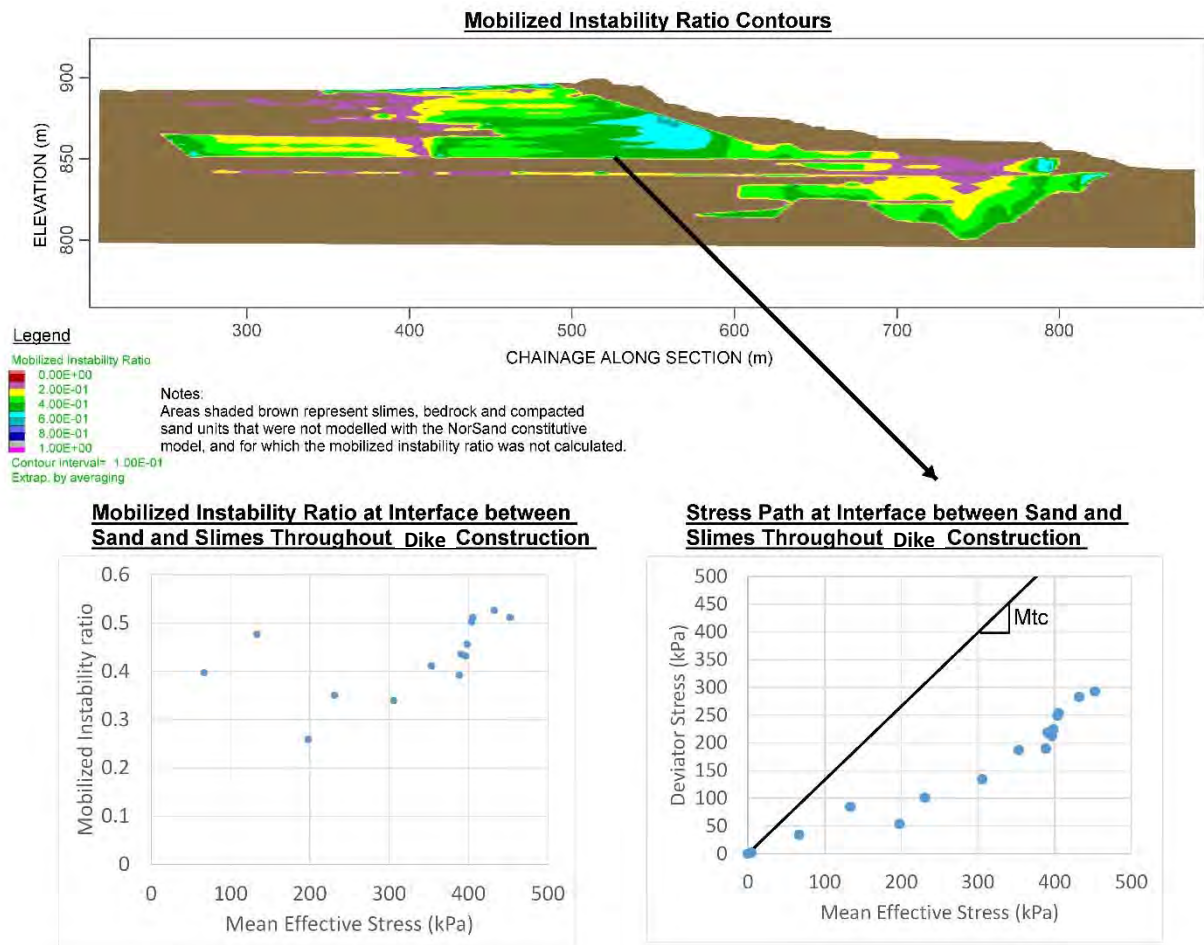 Mobilized Instability Ratio Contours
900
850
800
ELEVATION (m)
300
400
500
600
700
800
CHAINAGE ALONG SECTION (m)
Legend
Mobilized Instability Ratio
0.00E+00
2.00E-01
4.00E-01
6.00E-01
8.00E-01
1.00E+00
Contour interval= 1.00E-01
Extrap. by averaging
Notes:
Areas shaded brown represent slimes, bedrock and compacted
sand units that were not modelled with the NorSand constitutive
model, and for which the mobilized instability ratio was not calculated.
Mobilized Instability Ratio at Interface between
Sand and Slimes Throughout Dike Construction
0.6
0.5
0.4
0.3
0.2
0.1
0
Mobilized Instability ratio
0
100
200
300
400
500
Mean Effective Stress (kPa)
Stress Path at Interface between Sand and
Slimes Throughout Dike Construction
500
450
400
350
300
250
200
150
100
50
0
Deviator Stress (kPa)
Mtc
0
100
200
300
400
500
Mean Effective Stress (kPa)